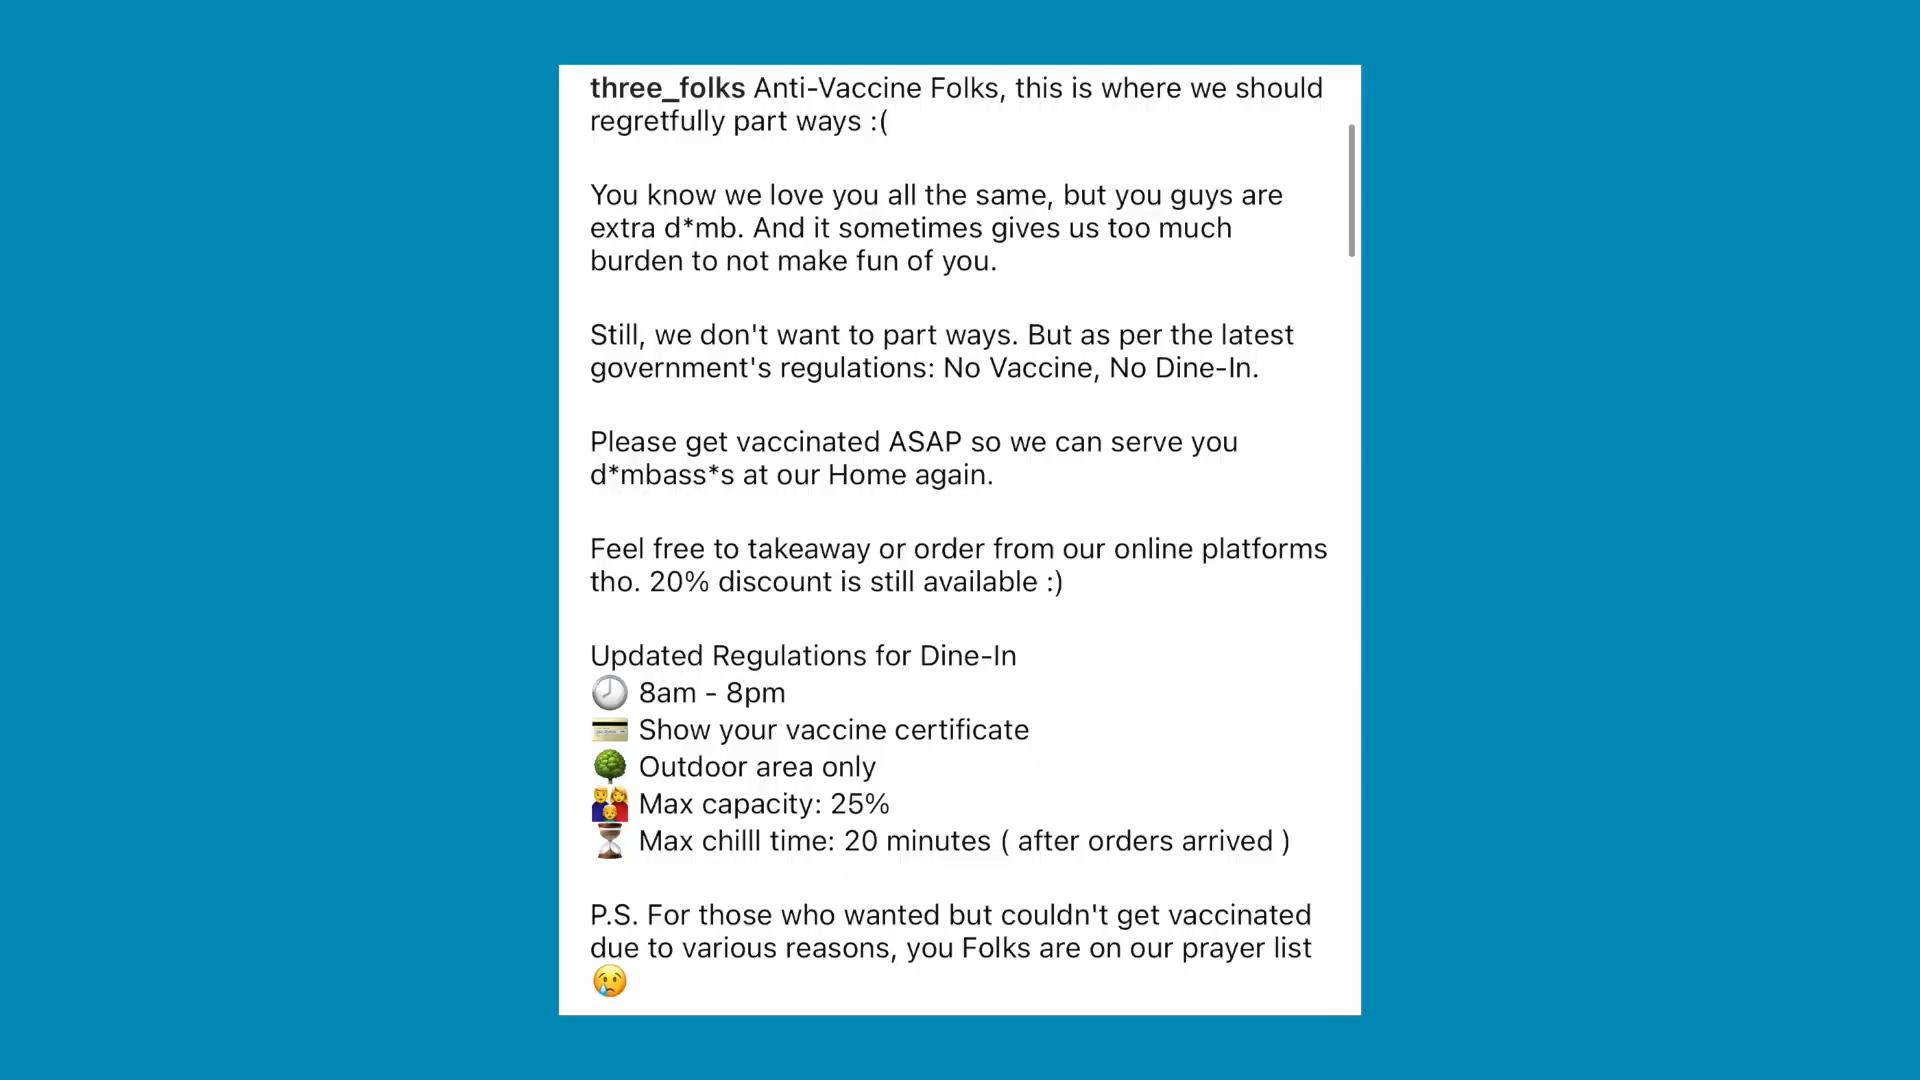 three_folks Anti-Vaccine Folks, this is where we should
regretfully part ways :(
You know we love you all the same, but you guys are
extra d*mb. And it sometimes gives us too much
burden to not make fun of you.
Still, we don't want to part ways. But as per the latest
government's regulations: No Vaccine, No Dine-In.
Please get vaccinated ASAP so we can serve you
d*mbass*s at our Home again.
Feel free to takeaway or order from our online platforms
tho. 20% discount is still available :)
Updated Regulations for Dine-In
🕗 8am - 8pm
💳 Show your vaccine certificate
🌳 Outdoor area only
👨‍👩‍👦 Max capacity: 25%
⏳ Max chilll time: 20 minutes ( after orders arrived )
P.S. For those who wanted but couldn't get vaccinated
due to various reasons, you Folks are on our prayer list
😢